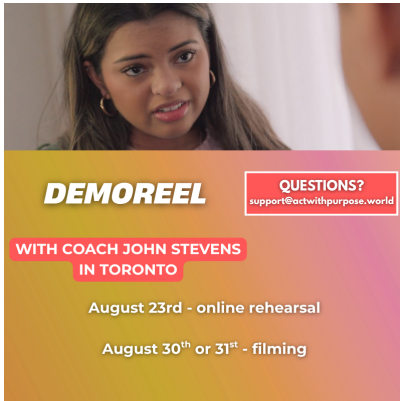 DEMOREEL
QUESTIONS?
support@actwithpurpose.world
WITH COACH JOHN STEVENS
IN TORONTO
August 23rd - online rehearsal
August 30th or 31st - filming